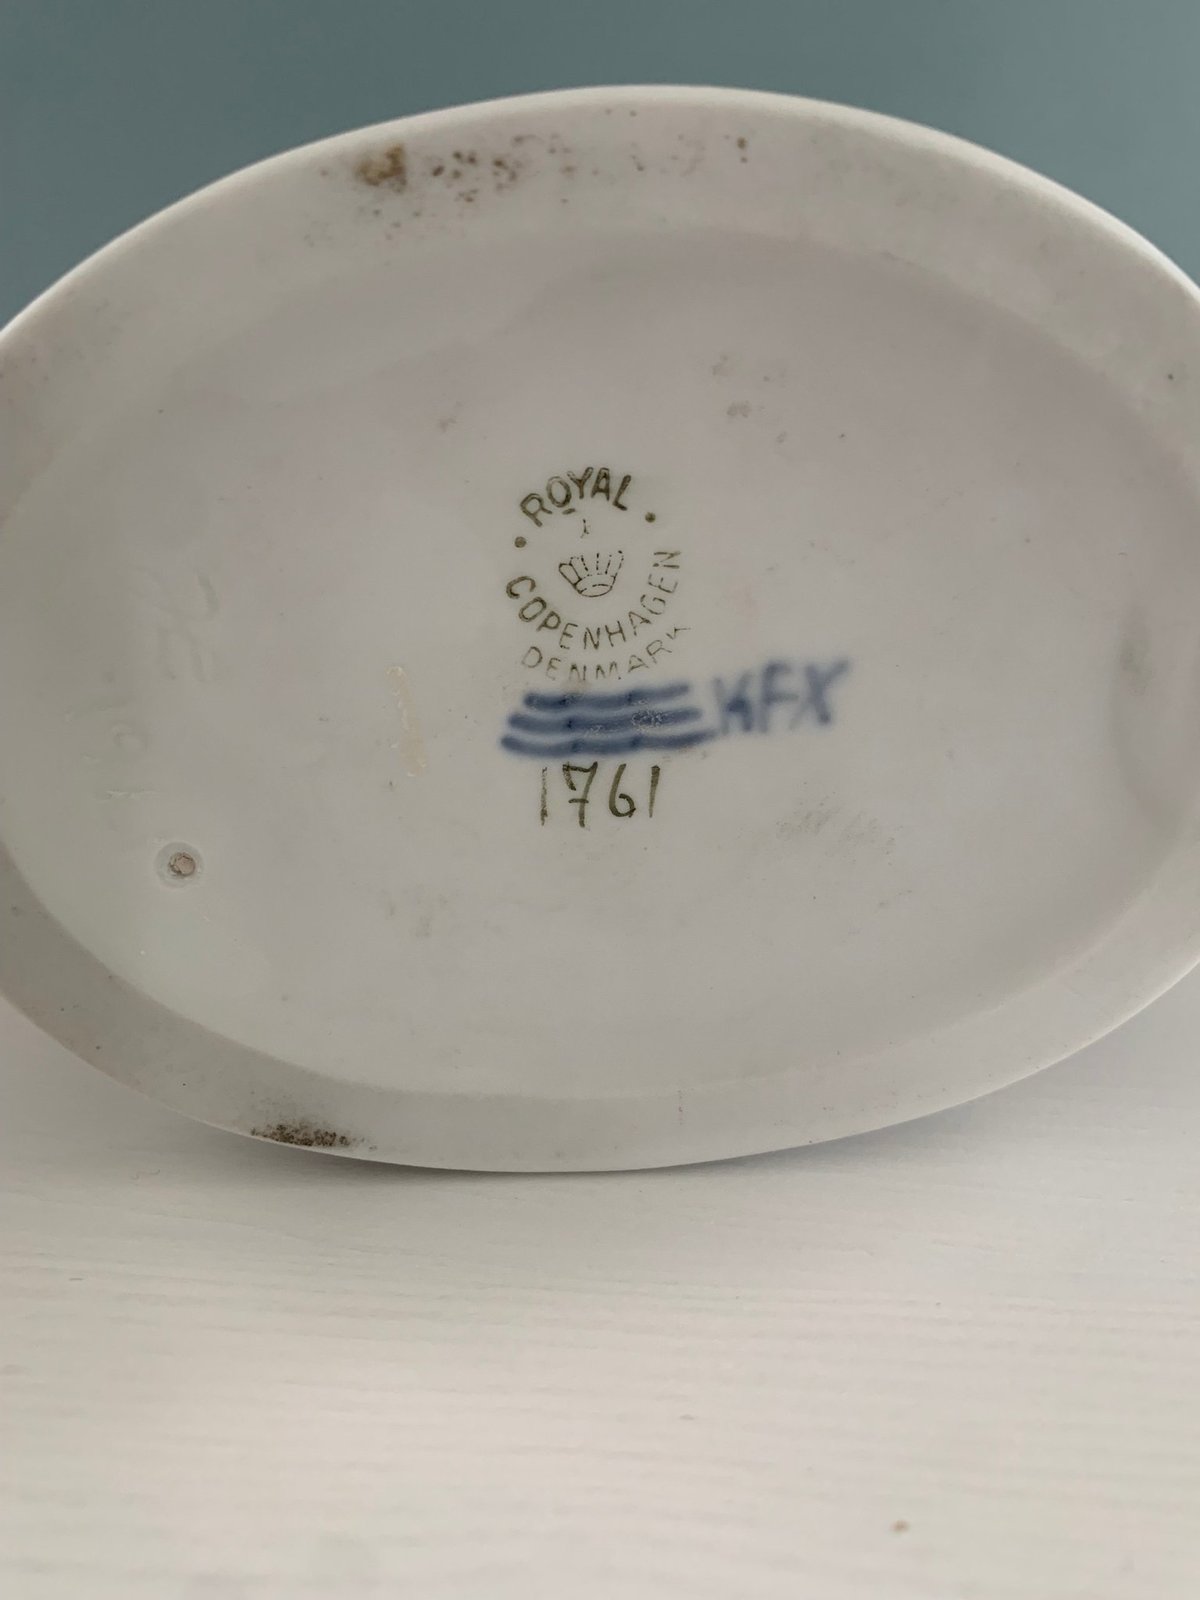 ROYAL
COPENHAGEN
DENMARK
KFX
1761